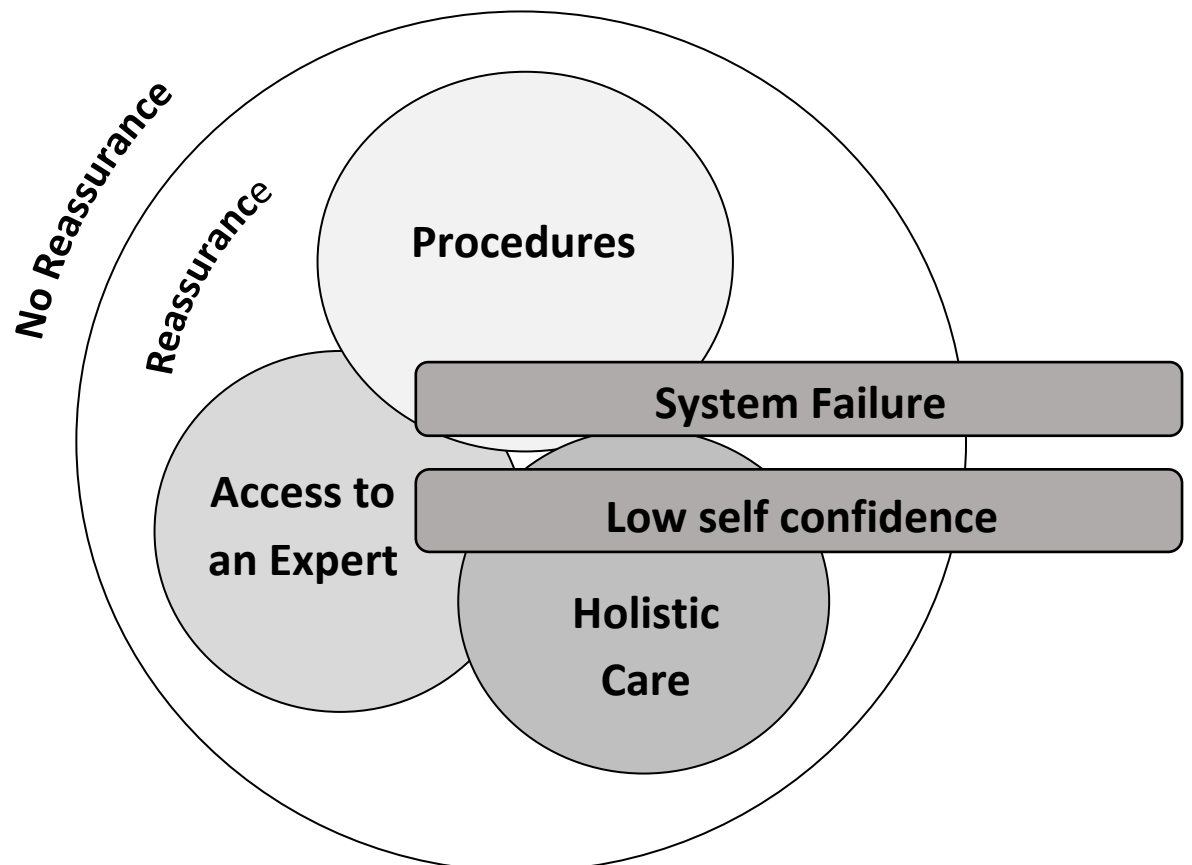 No Reassurance
Reassurance
Procedures
System Failure
Access to
an Expert
Low self confidence
Holistic
Care